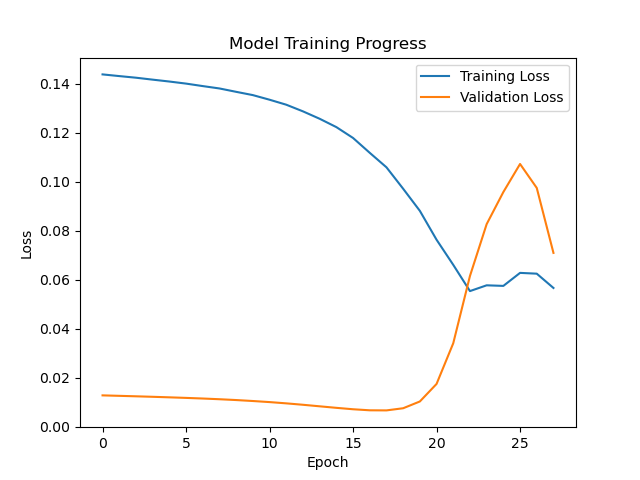 Model Training Progress
Training Loss
Validation Loss
0.14
0.12
0.10
0.08
0.06
0.04
0.02
0.00
Loss
0 5 10 15 20 25
Epoch